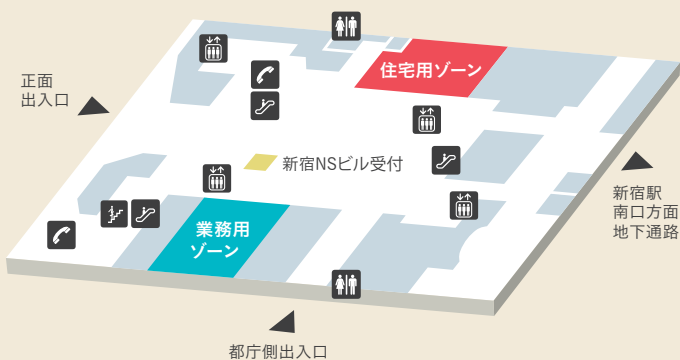 住宅用ゾーン
正面
出入口
新宿NSビル受付
新宿駅
南口方面
地下通路
業務用
ゾーン
都庁側出入口